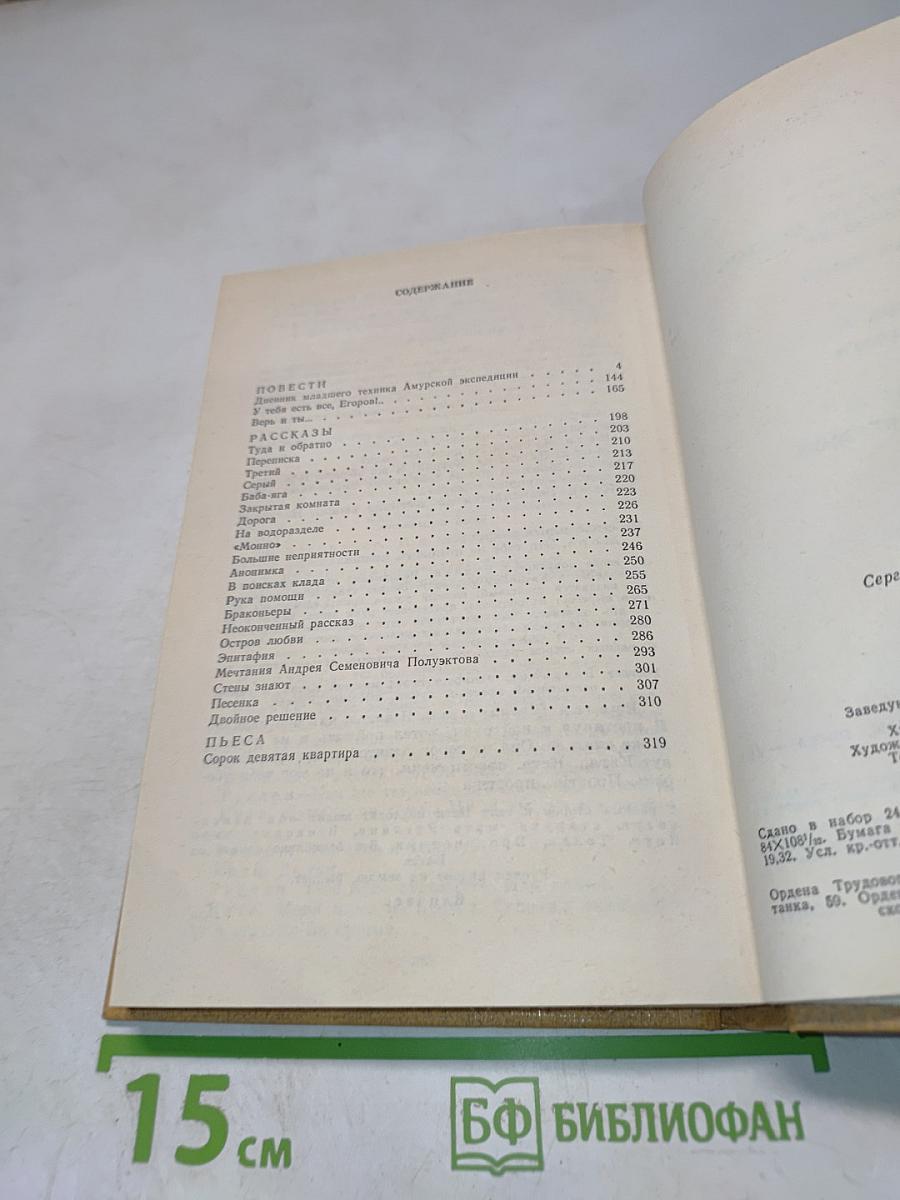 СОДЕРЖАНИЕ
ПОВЕСТИ
Дневник младшего техника Амурской экспедиции . . . . . 4
У тебя есть все, Егоров!.. . . . . . . . . . . 144
Верь и ты... . . . . . . . . . . . . 165
РАССКАЗЫ
Туда и обратно . . . . . . . . . . . 198
Переписка . . . . . . . . . . . . 203
Третий . . . . . . . . . . . . 210
Серый . . . . . . . . . . . . 213
Баба-яга . . . . . . . . . . . . 217
Закрытая комната . . . . . . . . . . . 220
Дорога . . . . . . . . . . . . 223
На водоразделе . . . . . . . . . . . 226
«Монно» . . . . . . . . . . . . 231
Большие неприятности . . . . . . . . . . 237
Анонимка . . . . . . . . . . . . 246
В поисках клада . . . . . . . . . . . 250
Рука помощи . . . . . . . . . . . 255
Браконьеры . . . . . . . . . . . . 265
Неоконченный рассказ . . . . . . . . . . 271
Остров любви . . . . . . . . . . . 280
Эпитафия . . . . . . . . . . . . 286
Мечтания Андрея Семеновича Полуэктова . . . . . . 293
Стены знают . . . . . . . . . . . 301
Песенка . . . . . . . . . . . . 307
Двойное решение . . . . . . . . . . . 310
ПЬЕСА
Сорок девятая квартира . . . . . . . . . . 319
Серг
Заведу
Х
Худож
Т
Сдано в набор 24
84×108¹/₃₂. Бумага
19,32. Усл. кр.-отт.
Ордена Трудовог
танка, 59. Орде
ско
15 см
БФ БИБЛИОФАН